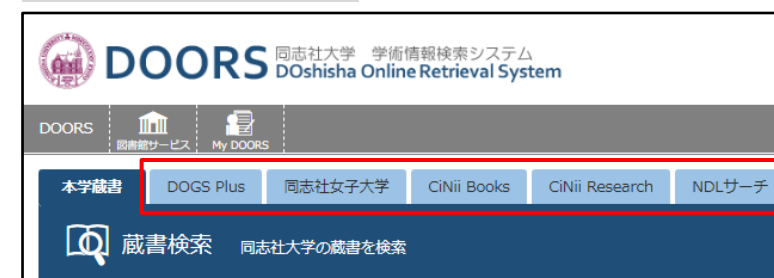 DOORS 同志社大学 学術情報検索システム
DOshisha Online Retrieval System
DOORS 図書館サービス My DOORS
本学蔵書 DOGS Plus 同志社女子大学 CiNii Books CiNii Research NDLサーチ
蔵書検索 同志社大学の蔵書を検索